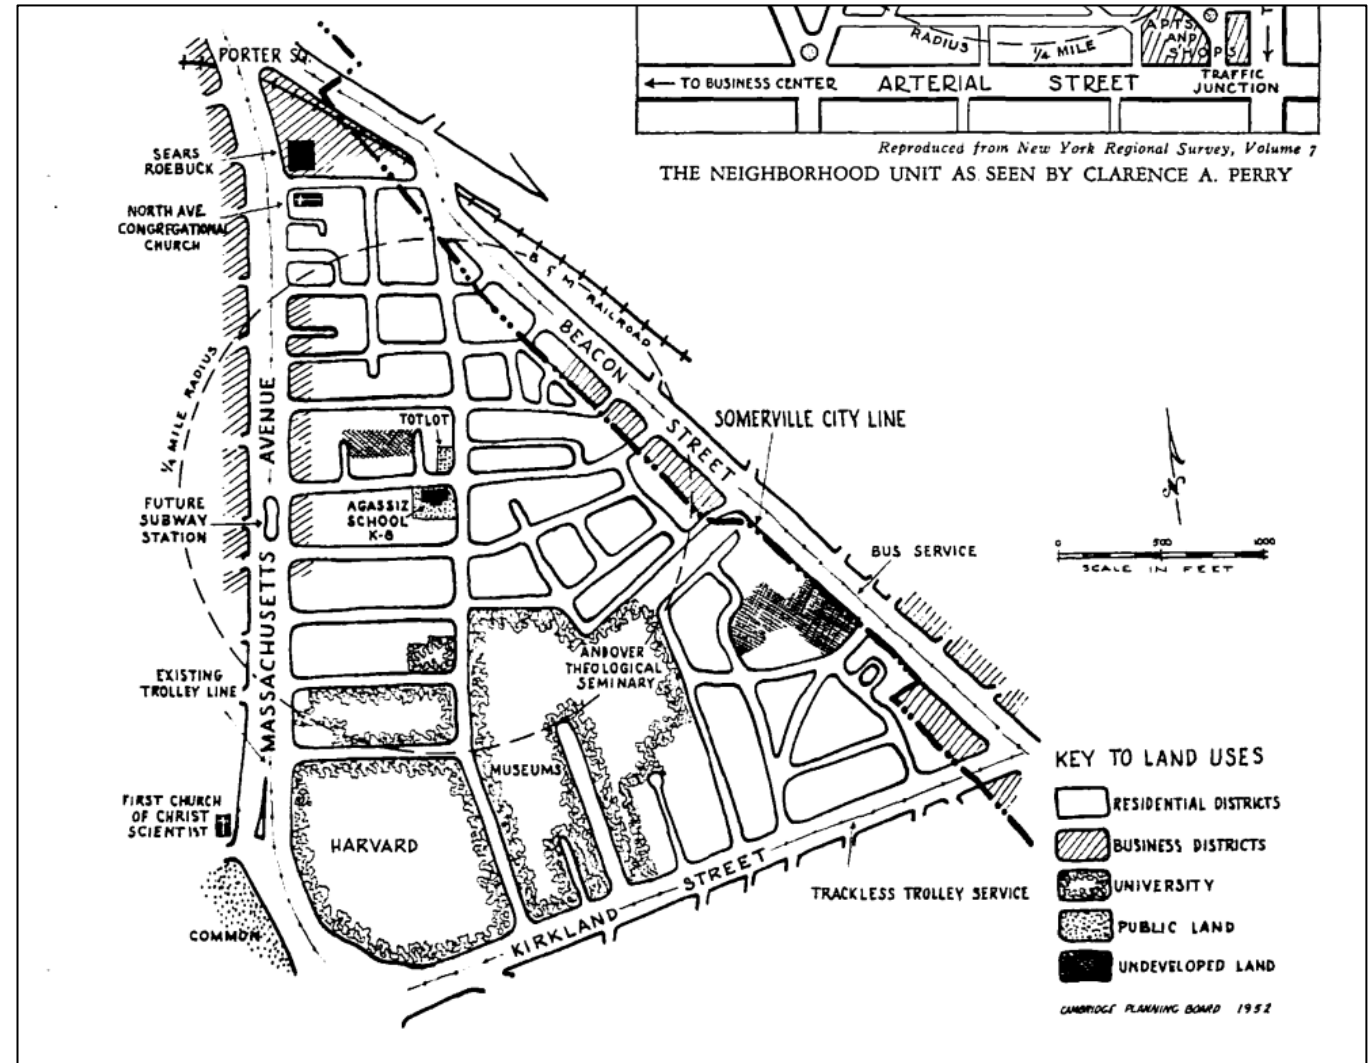 RADIUS
1/4 MILE
APTS.
AND
SHOPS
← TO BUSINESS CENTER
ARTERIAL STREET
TRAFFIC
JUNCTION
Reproduced from New York Regional Survey, Volume 7
THE NEIGHBORHOOD UNIT AS SEEN BY CLARENCE A. PERRY
PORTER SQ.
SEARS
ROEBUCK
NORTH AVE.
CONGREGATIONAL
CHURCH
B & M RAILROAD
BEACON STREET
1/4 MILE RADIUS
MASSACHUSETTS AVENUE
TOTLOT
SOMERVILLE CITY LINE
FUTURE
SUBWAY
STATION
AGASSIZ
SCHOOL
K-8
BUS SERVICE
N
0 500 1000
SCALE IN FEET
EXISTING
TROLLEY LINE
ANDOVER
THEOLOGICAL
SEMINARY
MUSEUMS
FIRST CHURCH
OF CHRIST
SCIENTIST
HARVARD
COMMON
KIRKLAND STREET
TRACKLESS TROLLEY SERVICE
KEY TO LAND USES
RESIDENTIAL DISTRICTS
BUSINESS DISTRICTS
UNIVERSITY
PUBLIC LAND
UNDEVELOPED LAND
CAMBRIDGE PLANNING BOARD 1952